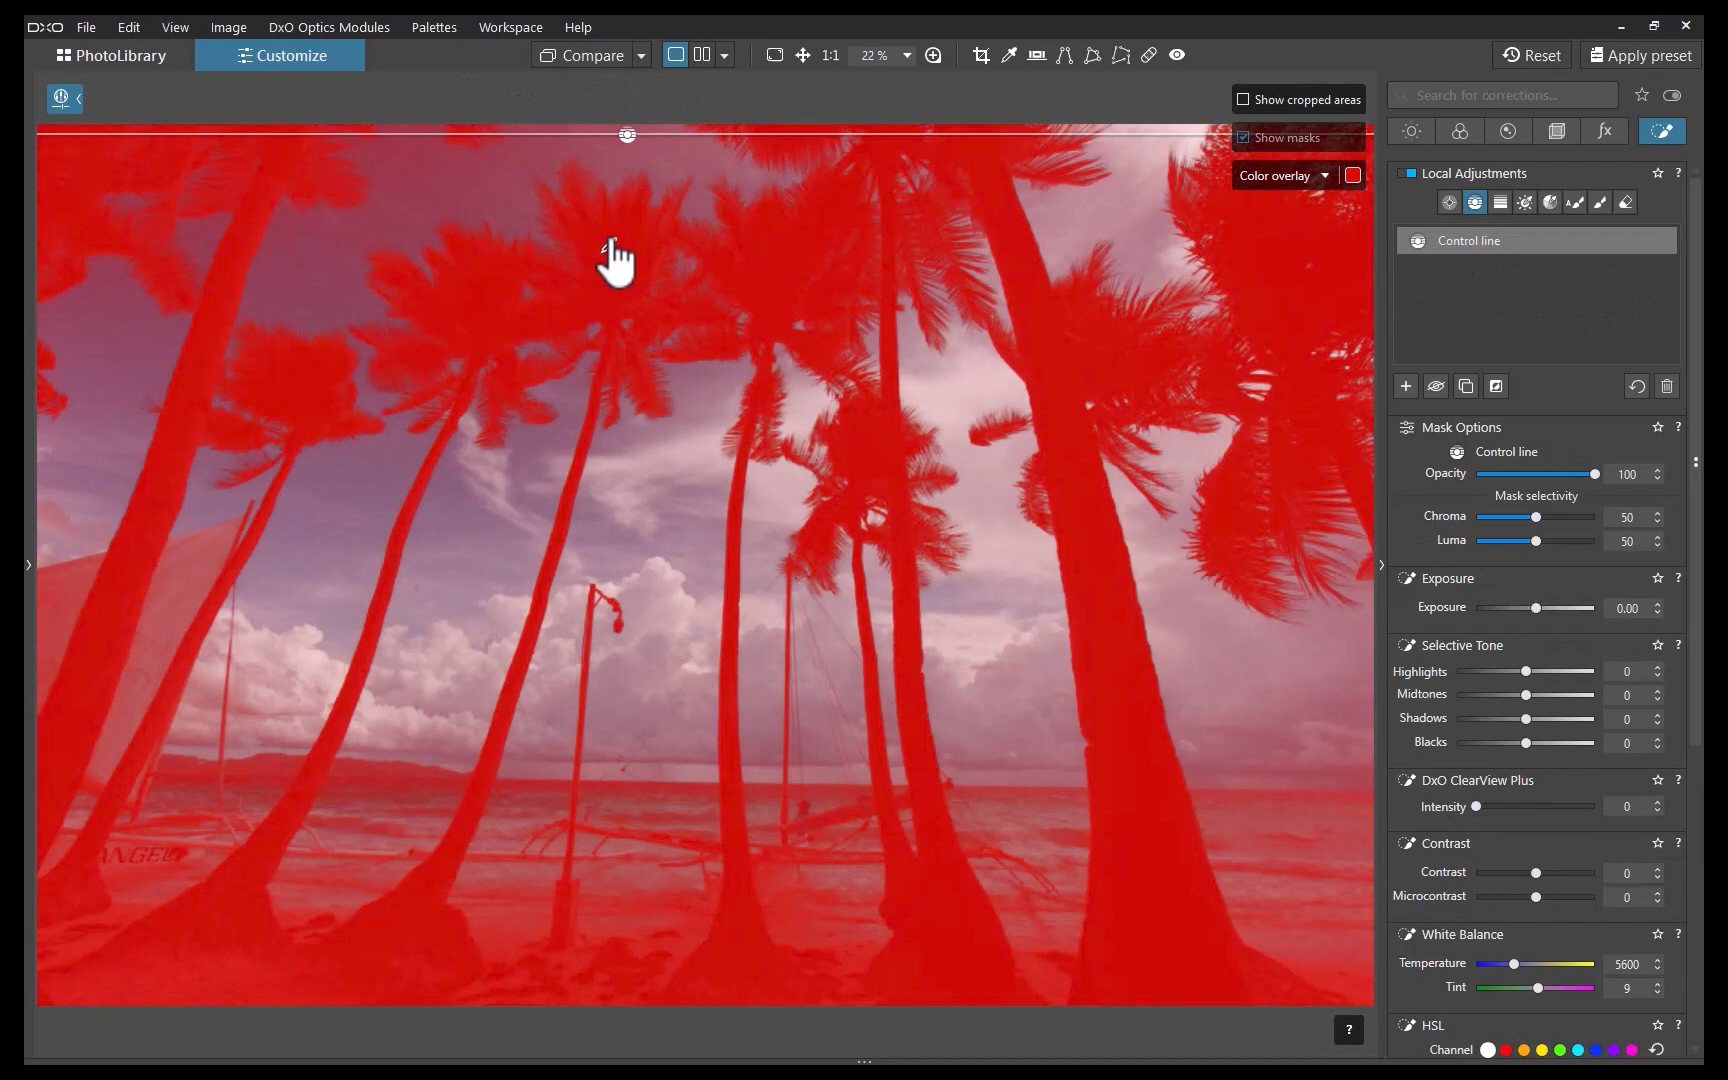 DXO File Edit View Image DxO Optics Modules Palettes Workspace Help
PhotoLibrary Customize Compare 1:1 22 % Reset Apply preset
Show cropped areas
Show masks
Color overlay
Search for corrections...
fx
Local Adjustments ?
Control line
Mask Options ?
Control line
Opacity 100
Mask selectivity
Chroma 50
Luma 50
Exposure ?
Exposure 0.00
Selective Tone ?
Highlights 0
Midtones 0
Shadows 0
Blacks 0
DxO ClearView Plus ?
Intensity 0
Contrast ?
Contrast 0
Microcontrast 0
White Balance ?
Temperature 5600
Tint 9
HSL ?
Channel
ANGEL
?